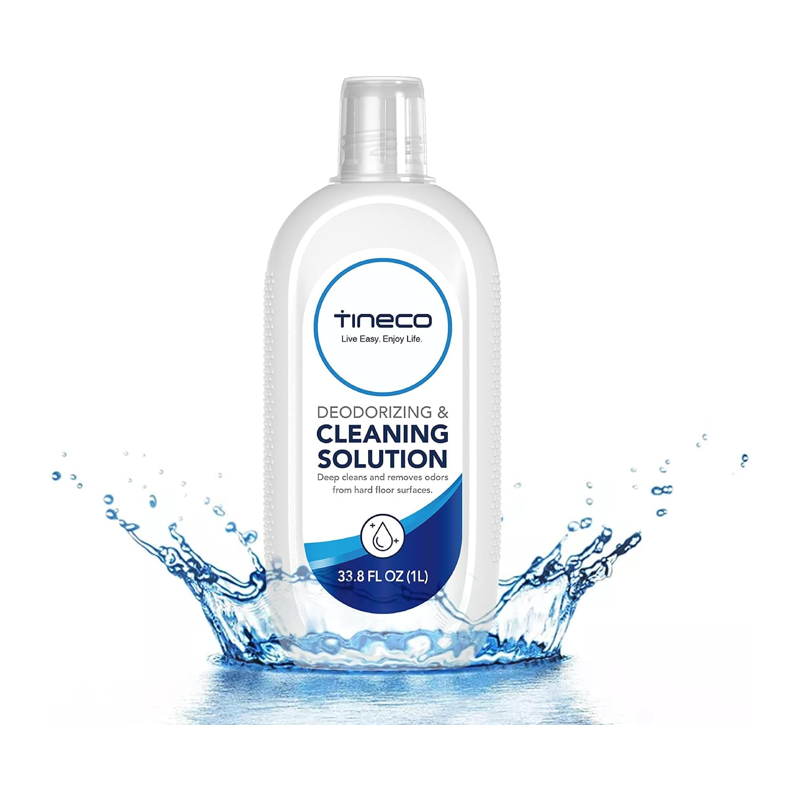 TINECO
Live Easy. Enjoy Life.
DEODORIZING &
CLEANING
SOLUTION
Deep cleans and removes odors
from hard floor surfaces.
33.8 FL OZ (1L)